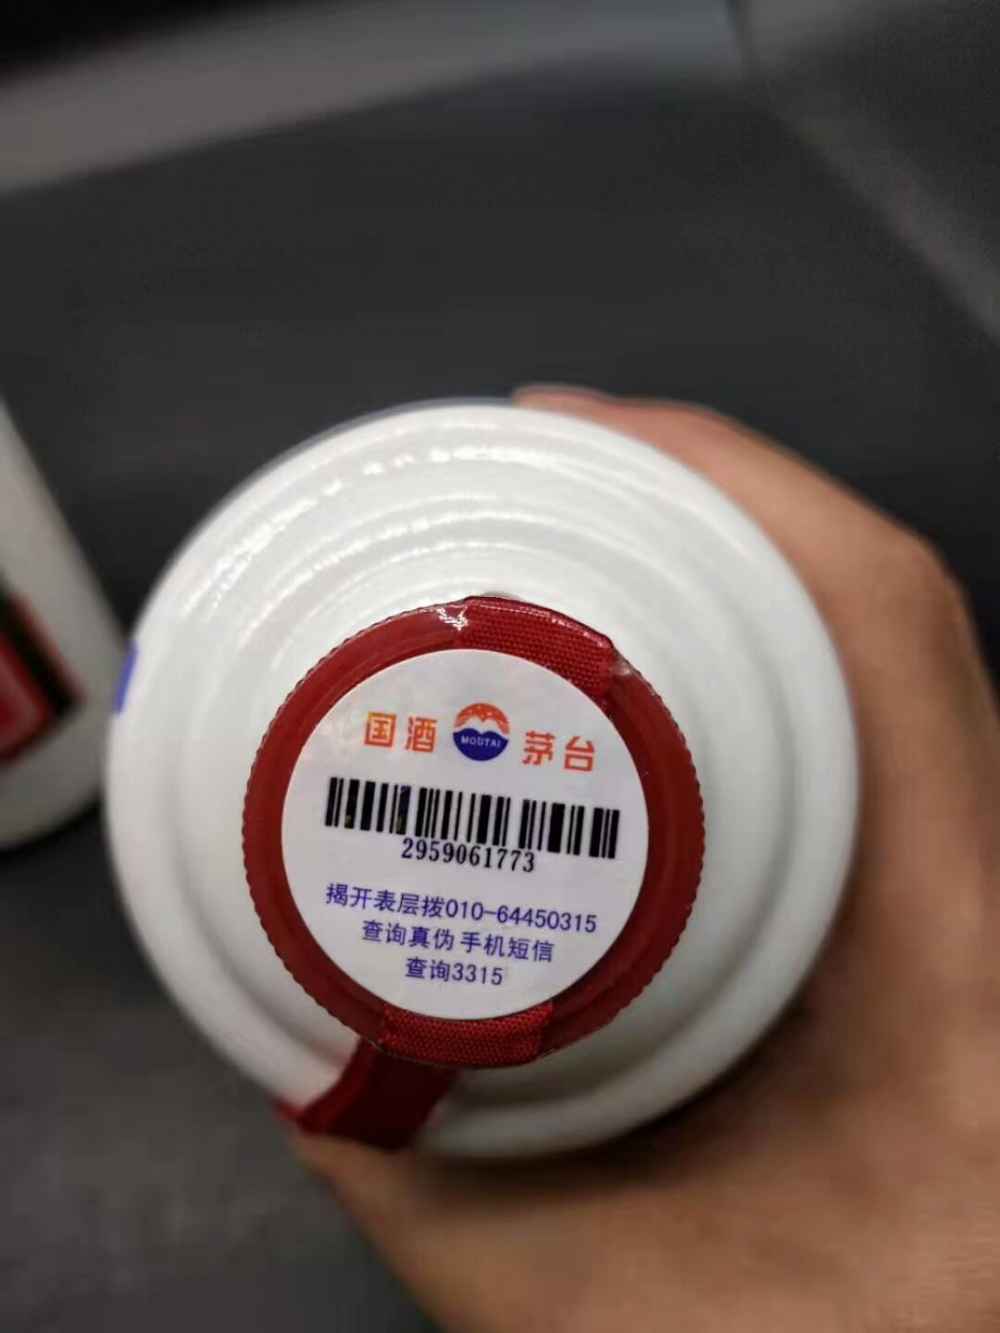 国酒 MOUTAI 茅台
2959061773
揭开表层拨010-64450315
查询真伪 手机短信
查询3315